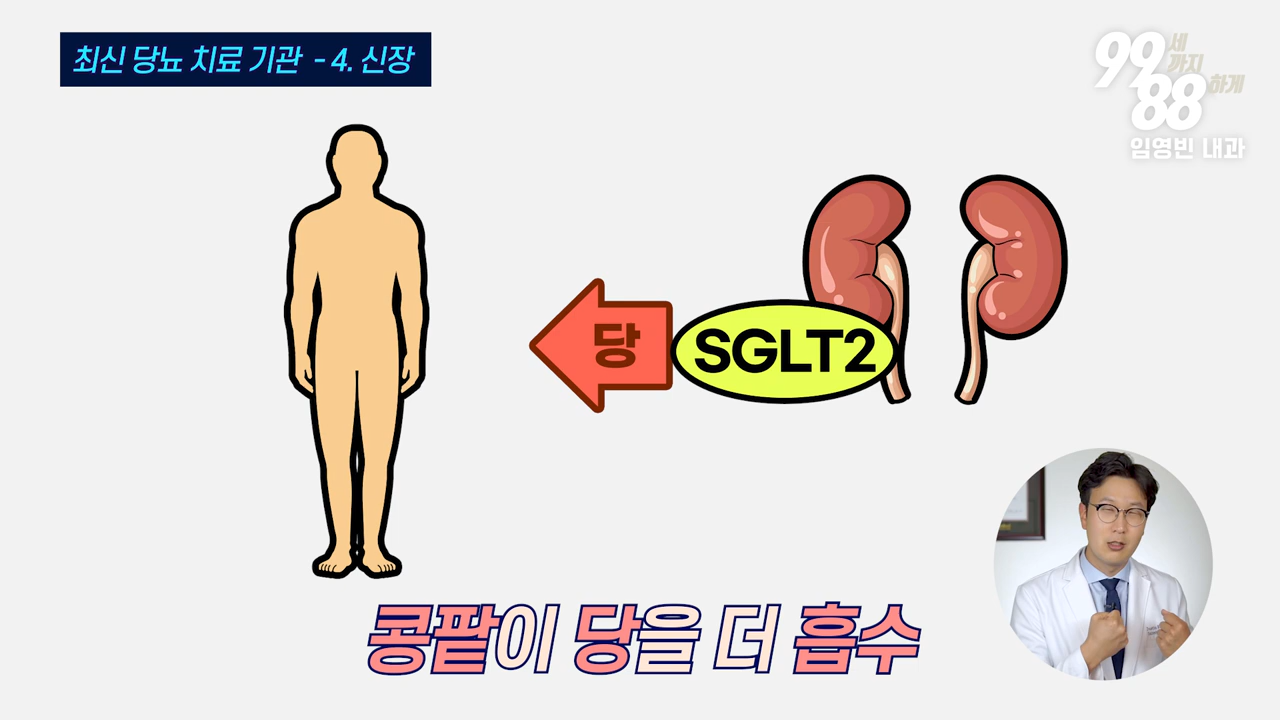 최신 당뇨 치료 기관 - 4. 신장
99세까지
88하게
임영빈 내과
당
SGLT2
콩팥이 당을 더 흡수